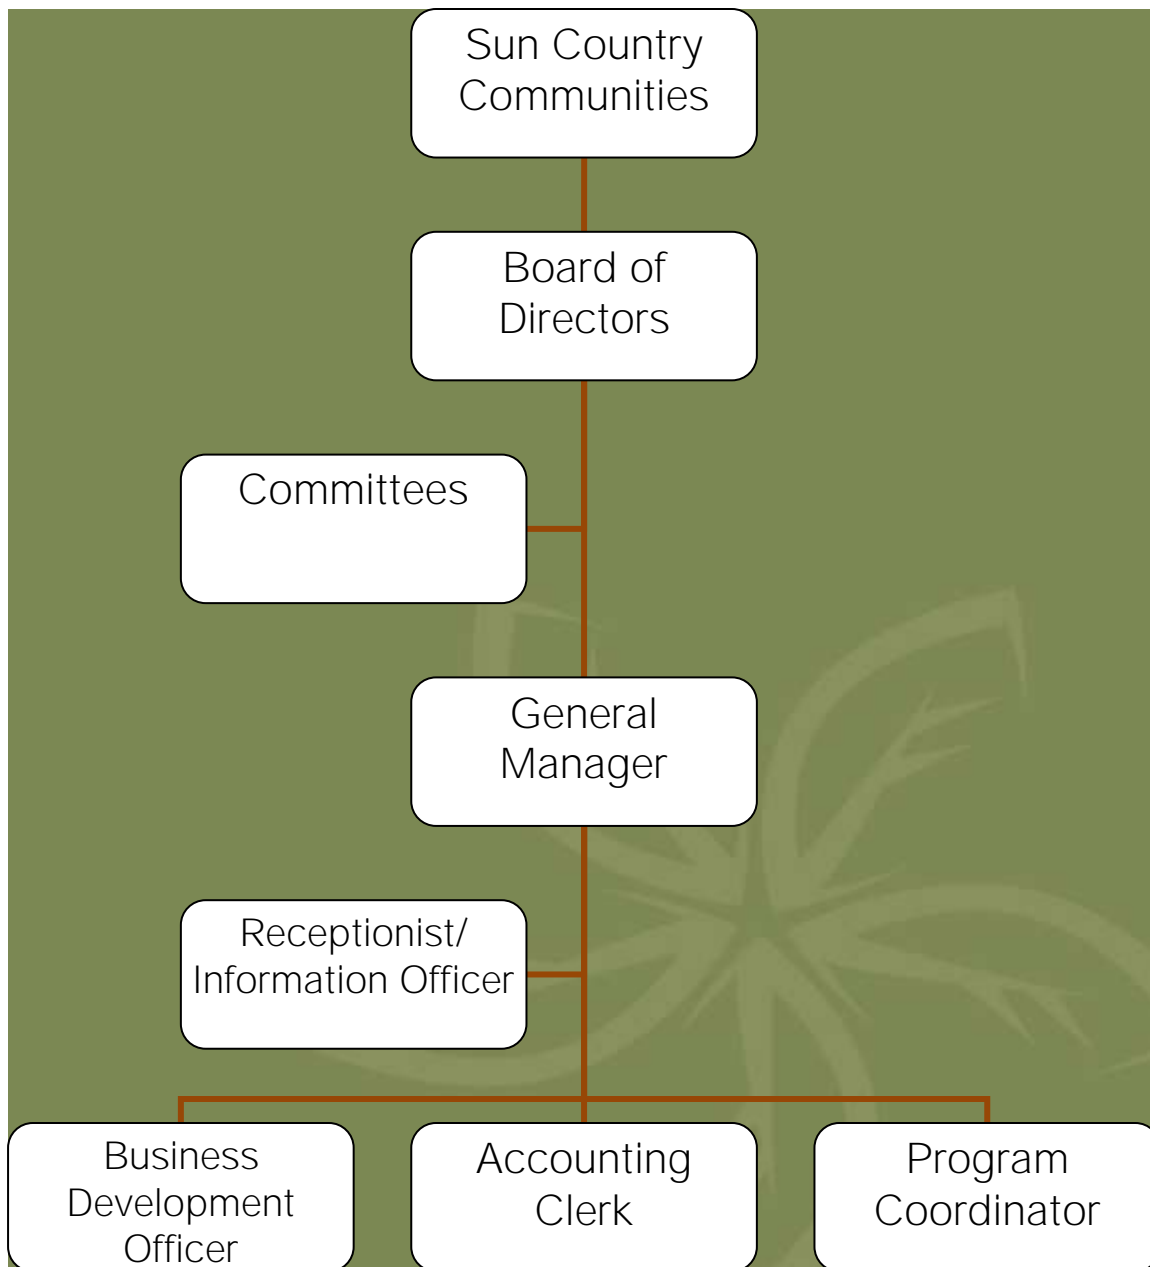 Sun Country
Communities
Board of
Directors
Committees
General
Manager
Receptionist/
Information Officer
Business
Development
Officer
Accounting
Clerk
Program
Coordinator